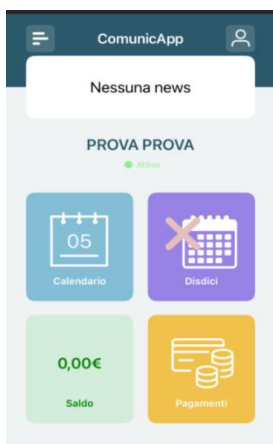 ComunicApp
Nessuna news
PROVA PROVA
Attivo
05
Calendario
Disdici
0,00€
Saldo
Pagamenti